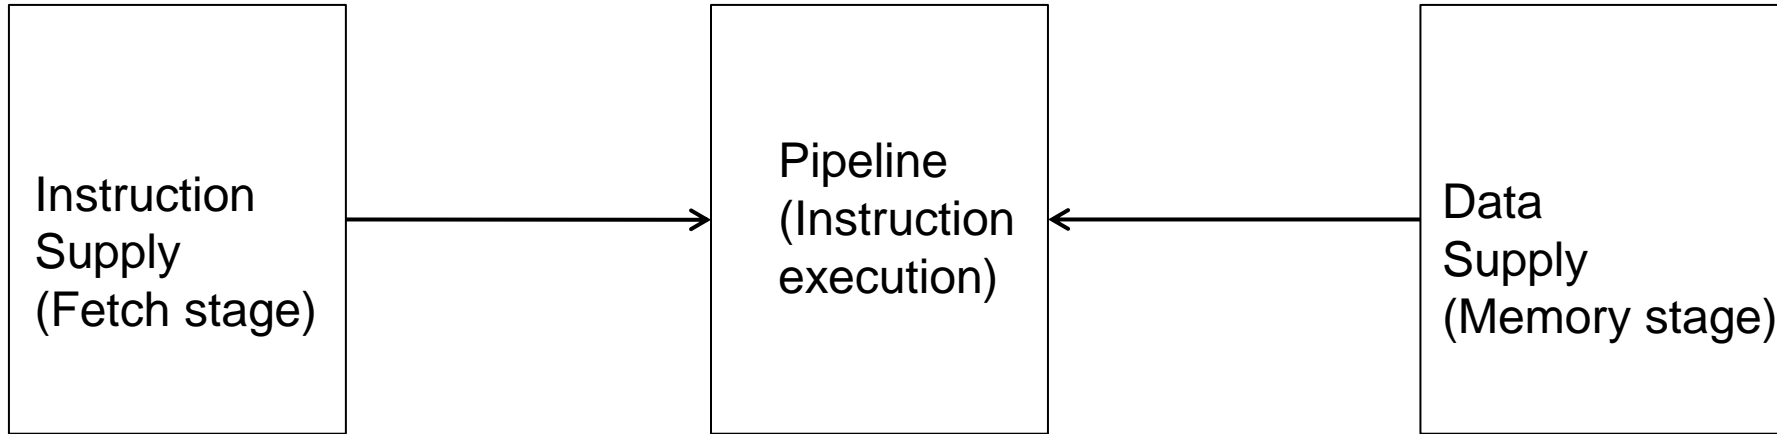 Instruction
Supply
(Fetch stage)
Pipeline
(Instruction
execution)
Data
Supply
(Memory stage)